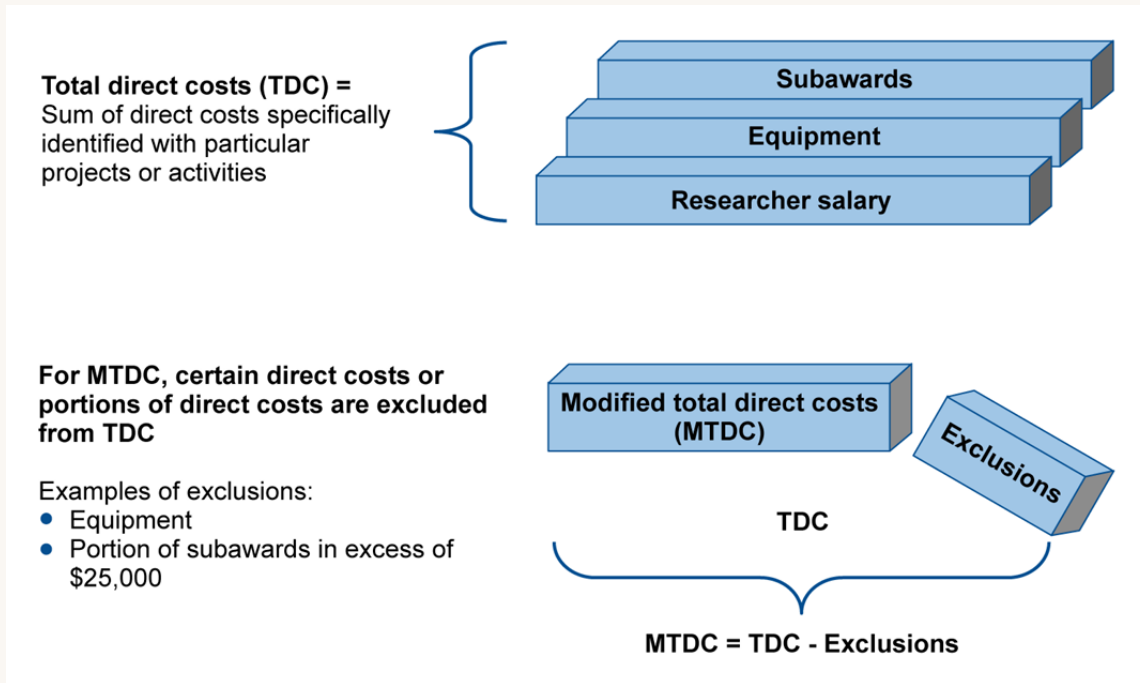 Total direct costs (TDC) =
Sum of direct costs specifically
identified with particular
projects or activities
Subawards
Equipment
Researcher salary
For MTDC, certain direct costs or
portions of direct costs are excluded
from TDC
Examples of exclusions:
● Equipment
● Portion of subawards in excess of
$25,000
Modified total direct costs
(MTDC)
Exclusions
TDC
MTDC = TDC - Exclusions